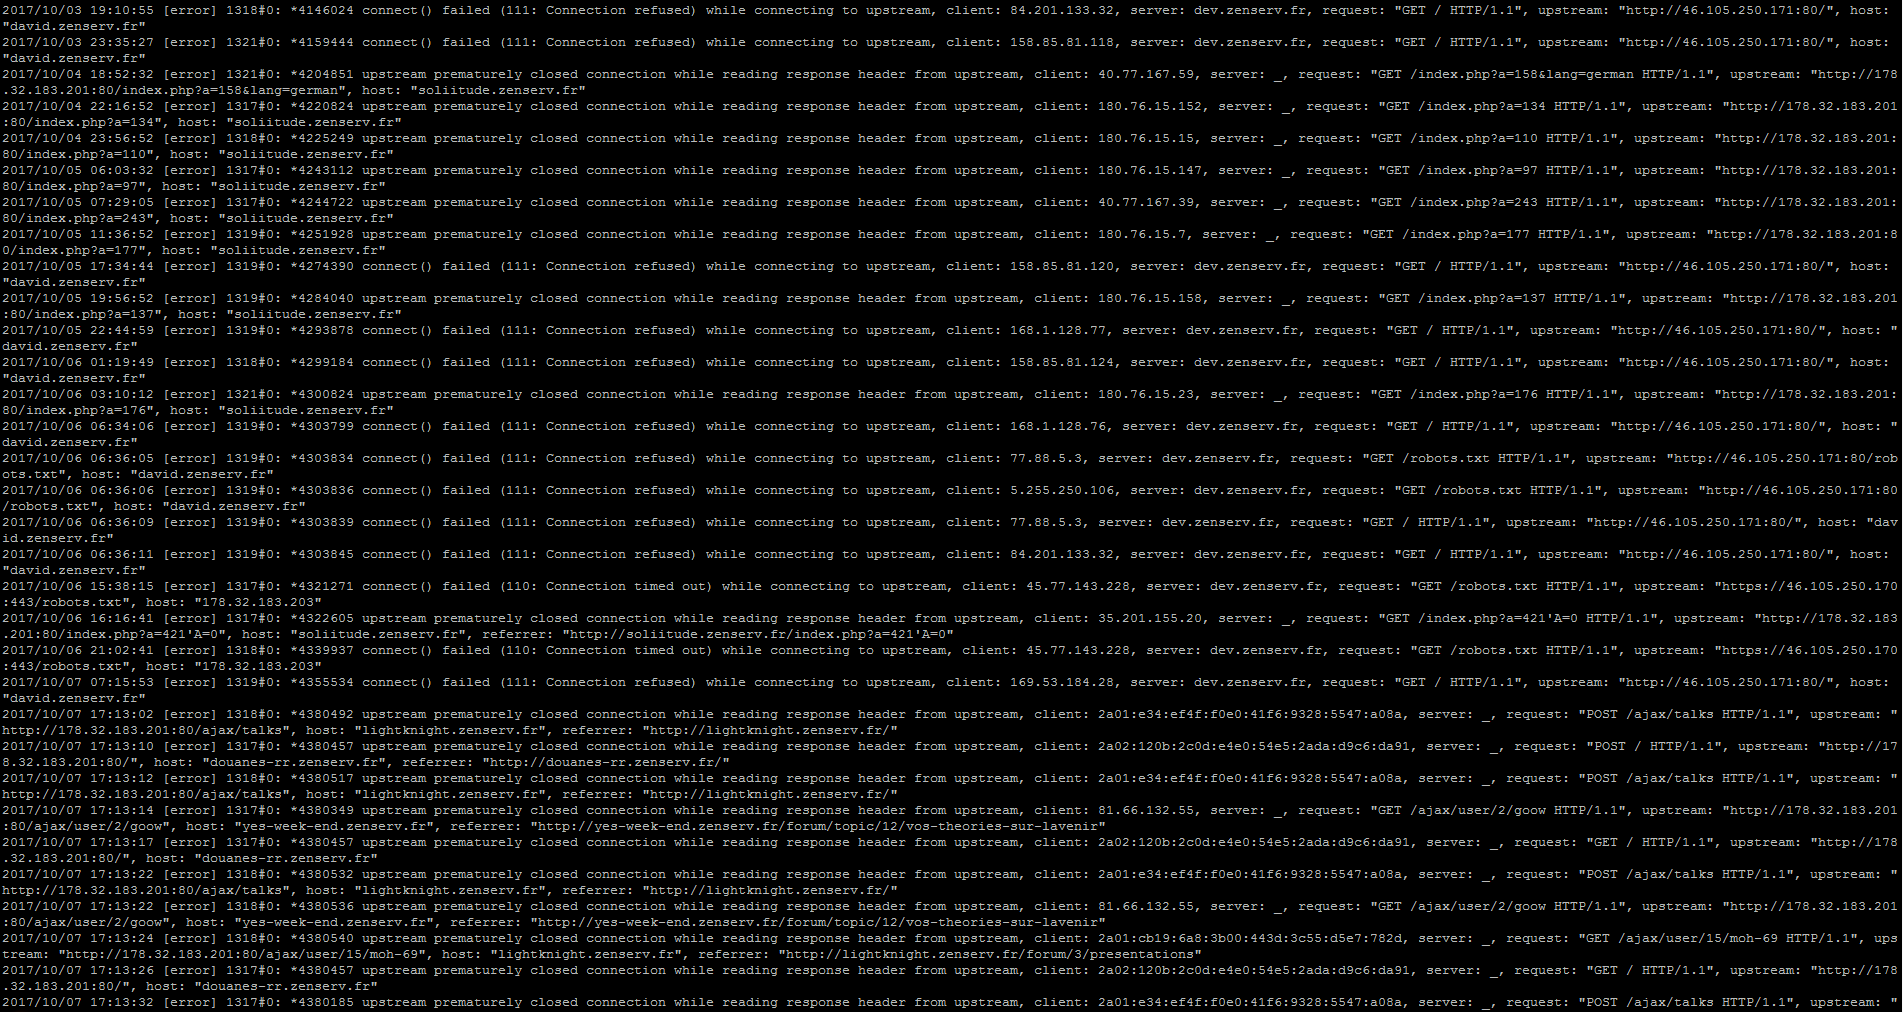 2017/10/03 19:10:55 [error] 1318#0: *4146024 connect() failed (111: Connection refused) while connecting to upstream, client: 84.201.133.32, server: dev.zenserv.fr, request: "GET / HTTP/1.1", upstream: "http://46.105.250.171:80/", host:
"david.zenserv.fr"
2017/10/03 23:35:27 [error] 1321#0: *4159444 connect() failed (111: Connection refused) while connecting to upstream, client: 158.85.81.118, server: dev.zenserv.fr, request: "GET / HTTP/1.1", upstream: "http://46.105.250.171:80/", host:
"david.zenserv.fr"
2017/10/04 18:52:32 [error] 1321#0: *4204851 upstream prematurely closed connection while reading response header from upstream, client: 40.77.167.59, server: _, request: "GET /index.php?a=158&lang=german HTTP/1.1", upstream: "http://178
.32.183.201:80/index.php?a=158&lang=german", host: "soliitude.zenserv.fr"
2017/10/04 22:16:52 [error] 1317#0: *4220824 upstream prematurely closed connection while reading response header from upstream, client: 180.76.15.152, server: _, request: "GET /index.php?a=134 HTTP/1.1", upstream: "http://178.32.183.201
:80/index.php?a=134", host: "soliitude.zenserv.fr"
2017/10/04 23:56:52 [error] 1318#0: *4225249 upstream prematurely closed connection while reading response header from upstream, client: 180.76.15.15, server: _, request: "GET /index.php?a=110 HTTP/1.1", upstream: "http://178.32.183.201:
80/index.php?a=110", host: "soliitude.zenserv.fr"
2017/10/05 06:03:32 [error] 1317#0: *4243112 upstream prematurely closed connection while reading response header from upstream, client: 180.76.15.147, server: _, request: "GET /index.php?a=97 HTTP/1.1", upstream: "http://178.32.183.201:
80/index.php?a=97", host: "soliitude.zenserv.fr"
2017/10/05 07:29:05 [error] 1317#0: *4244722 upstream prematurely closed connection while reading response header from upstream, client: 40.77.167.39, server: _, request: "GET /index.php?a=243 HTTP/1.1", upstream: "http://178.32.183.201:
80/index.php?a=243", host: "soliitude.zenserv.fr"
2017/10/05 11:36:52 [error] 1319#0: *4251928 upstream prematurely closed connection while reading response header from upstream, client: 180.76.15.7, server: _, request: "GET /index.php?a=177 HTTP/1.1", upstream: "http://178.32.183.201:8
0/index.php?a=177", host: "soliitude.zenserv.fr"
2017/10/05 17:34:44 [error] 1319#0: *4274390 connect() failed (111: Connection refused) while connecting to upstream, client: 158.85.81.120, server: dev.zenserv.fr, request: "GET / HTTP/1.1", upstream: "http://46.105.250.171:80/", host:
"david.zenserv.fr"
2017/10/05 19:56:52 [error] 1319#0: *4284040 upstream prematurely closed connection while reading response header from upstream, client: 180.76.15.158, server: _, request: "GET /index.php?a=137 HTTP/1.1", upstream: "http://178.32.183.201
:80/index.php?a=137", host: "soliitude.zenserv.fr"
2017/10/05 22:44:59 [error] 1319#0: *4293878 connect() failed (111: Connection refused) while connecting to upstream, client: 168.1.128.77, server: dev.zenserv.fr, request: "GET / HTTP/1.1", upstream: "http://46.105.250.171:80/", host: "
david.zenserv.fr"
2017/10/06 01:19:49 [error] 1318#0: *4299184 connect() failed (111: Connection refused) while connecting to upstream, client: 158.85.81.124, server: dev.zenserv.fr, request: "GET / HTTP/1.1", upstream: "http://46.105.250.171:80/", host:
"david.zenserv.fr"
2017/10/06 03:10:12 [error] 1321#0: *4300824 upstream prematurely closed connection while reading response header from upstream, client: 180.76.15.23, server: _, request: "GET /index.php?a=176 HTTP/1.1", upstream: "http://178.32.183.201:
80/index.php?a=176", host: "soliitude.zenserv.fr"
2017/10/06 06:34:06 [error] 1319#0: *4303799 connect() failed (111: Connection refused) while connecting to upstream, client: 168.1.128.76, server: dev.zenserv.fr, request: "GET / HTTP/1.1", upstream: "http://46.105.250.171:80/", host: "
david.zenserv.fr"
2017/10/06 06:36:05 [error] 1319#0: *4303834 connect() failed (111: Connection refused) while connecting to upstream, client: 77.88.5.3, server: dev.zenserv.fr, request: "GET /robots.txt HTTP/1.1", upstream: "http://46.105.250.171:80/rob
ots.txt", host: "david.zenserv.fr"
2017/10/06 06:36:06 [error] 1319#0: *4303836 connect() failed (111: Connection refused) while connecting to upstream, client: 5.255.250.106, server: dev.zenserv.fr, request: "GET /robots.txt HTTP/1.1", upstream: "http://46.105.250.171:80
/robots.txt", host: "david.zenserv.fr"
2017/10/06 06:36:09 [error] 1319#0: *4303839 connect() failed (111: Connection refused) while connecting to upstream, client: 77.88.5.3, server: dev.zenserv.fr, request: "GET / HTTP/1.1", upstream: "http://46.105.250.171:80/", host: "dav
id.zenserv.fr"
2017/10/06 06:36:11 [error] 1319#0: *4303845 connect() failed (111: Connection refused) while connecting to upstream, client: 84.201.133.32, server: dev.zenserv.fr, request: "GET / HTTP/1.1", upstream: "http://46.105.250.171:80/", host:
"david.zenserv.fr"
2017/10/06 15:38:15 [error] 1317#0: *4321271 connect() failed (110: Connection timed out) while connecting to upstream, client: 45.77.143.228, server: dev.zenserv.fr, request: "GET /robots.txt HTTP/1.1", upstream: "https://46.105.250.170
:443/robots.txt", host: "178.32.183.203"
2017/10/06 16:16:41 [error] 1317#0: *4322605 upstream prematurely closed connection while reading response header from upstream, client: 35.201.155.20, server: _, request: "GET /index.php?a=421'A=0 HTTP/1.1", upstream: "http://178.32.183
.201:80/index.php?a=421'A=0", host: "soliitude.zenserv.fr", referrer: "http://soliitude.zenserv.fr/index.php?a=421'A=0"
2017/10/06 21:02:41 [error] 1318#0: *4339937 connect() failed (110: Connection timed out) while connecting to upstream, client: 45.77.143.228, server: dev.zenserv.fr, request: "GET /robots.txt HTTP/1.1", upstream: "https://46.105.250.170
:443/robots.txt", host: "178.32.183.203"
2017/10/07 07:15:53 [error] 1319#0: *4355534 connect() failed (111: Connection refused) while connecting to upstream, client: 169.53.184.28, server: dev.zenserv.fr, request: "GET / HTTP/1.1", upstream: "http://46.105.250.171:80/", host:
"david.zenserv.fr"
2017/10/07 17:13:02 [error] 1318#0: *4380492 upstream prematurely closed connection while reading response header from upstream, client: 2a01:e34:ef4f:f0e0:41f6:9328:5547:a08a, server: _, request: "POST /ajax/talks HTTP/1.1", upstream: "
http://178.32.183.201:80/ajax/talks", host: "lightknight.zenserv.fr", referrer: "http://lightknight.zenserv.fr/"
2017/10/07 17:13:10 [error] 1317#0: *4380457 upstream prematurely closed connection while reading response header from upstream, client: 2a02:120b:2c0d:e4e0:54e5:2ada:d9c6:da91, server: _, request: "POST / HTTP/1.1", upstream: "http://17
8.32.183.201:80/", host: "douanes-rr.zenserv.fr", referrer: "http://douanes-rr.zenserv.fr/"
2017/10/07 17:13:12 [error] 1318#0: *4380517 upstream prematurely closed connection while reading response header from upstream, client: 2a01:e34:ef4f:f0e0:41f6:9328:5547:a08a, server: _, request: "POST /ajax/talks HTTP/1.1", upstream: "
http://178.32.183.201:80/ajax/talks", host: "lightknight.zenserv.fr", referrer: "http://lightknight.zenserv.fr/"
2017/10/07 17:13:14 [error] 1317#0: *4380349 upstream prematurely closed connection while reading response header from upstream, client: 81.66.132.55, server: _, request: "GET /ajax/user/2/goow HTTP/1.1", upstream: "http://178.32.183.201
:80/ajax/user/2/goow", host: "yes-week-end.zenserv.fr", referrer: "http://yes-week-end.zenserv.fr/forum/topic/12/vos-theories-sur-lavenir"
2017/10/07 17:13:17 [error] 1317#0: *4380457 upstream prematurely closed connection while reading response header from upstream, client: 2a02:120b:2c0d:e4e0:54e5:2ada:d9c6:da91, server: _, request: "GET / HTTP/1.1", upstream: "http://178
.32.183.201:80/", host: "douanes-rr.zenserv.fr"
2017/10/07 17:13:22 [error] 1318#0: *4380532 upstream prematurely closed connection while reading response header from upstream, client: 2a01:e34:ef4f:f0e0:41f6:9328:5547:a08a, server: _, request: "POST /ajax/talks HTTP/1.1", upstream: "
http://178.32.183.201:80/ajax/talks", host: "lightknight.zenserv.fr", referrer: "http://lightknight.zenserv.fr/"
2017/10/07 17:13:22 [error] 1318#0: *4380536 upstream prematurely closed connection while reading response header from upstream, client: 81.66.132.55, server: _, request: "GET /ajax/user/2/goow HTTP/1.1", upstream: "http://178.32.183.201
:80/ajax/user/2/goow", host: "yes-week-end.zenserv.fr", referrer: "http://yes-week-end.zenserv.fr/forum/topic/12/vos-theories-sur-lavenir"
2017/10/07 17:13:24 [error] 1318#0: *4380540 upstream prematurely closed connection while reading response header from upstream, client: 2a01:cb19:6a8:3b00:443d:3c55:d5e7:782d, server: _, request: "GET /ajax/user/15/moh-69 HTTP/1.1", ups
tream: "http://178.32.183.201:80/ajax/user/15/moh-69", host: "lightknight.zenserv.fr", referrer: "http://lightknight.zenserv.fr/forum/3/presentations"
2017/10/07 17:13:26 [error] 1317#0: *4380457 upstream prematurely closed connection while reading response header from upstream, client: 2a02:120b:2c0d:e4e0:54e5:2ada:d9c6:da91, server: _, request: "GET / HTTP/1.1", upstream: "http://178
.32.183.201:80/", host: "douanes-rr.zenserv.fr"
2017/10/07 17:13:32 [error] 1317#0: *4380185 upstream prematurely closed connection while reading response header from upstream, client: 2a01:e34:ef4f:f0e0:41f6:9328:5547:a08a, server: _, request: "POST /ajax/talks HTTP/1.1", upstream: "